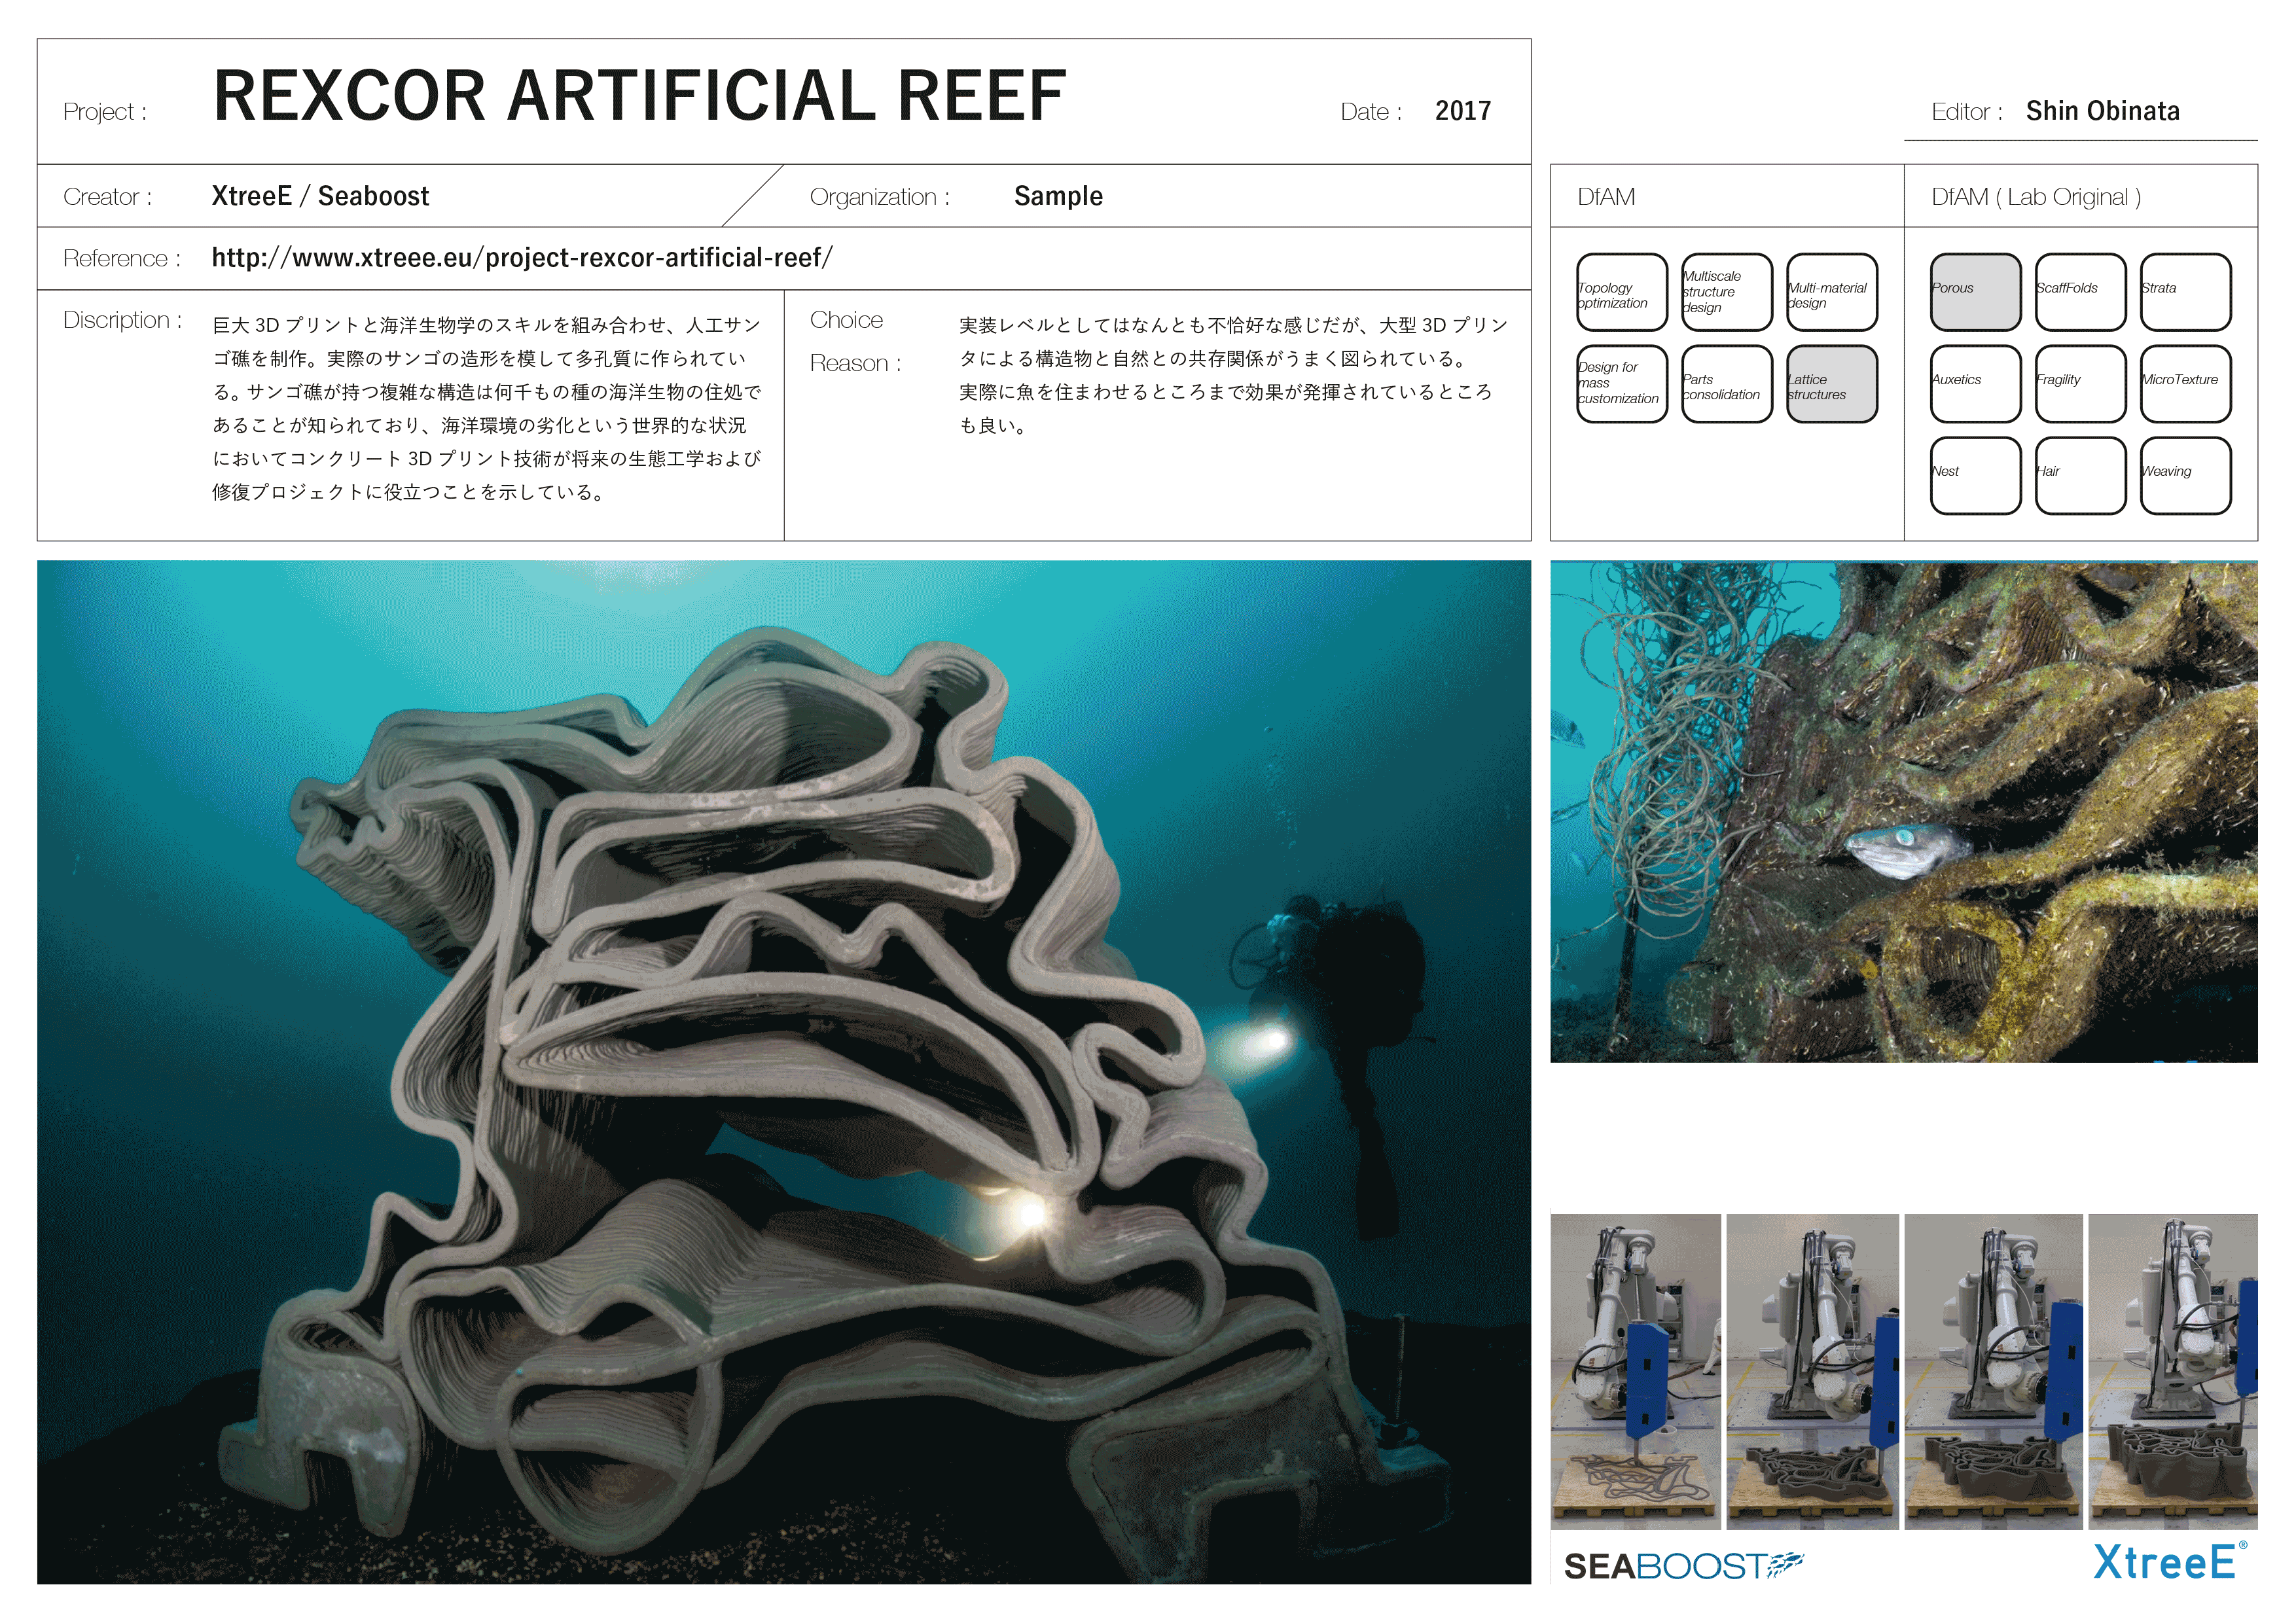 Project :
REXCOR ARTIFICIAL REEF
Date :
2017
Editor :
Shin Obinata
Creator :
XtreeE / Seaboost
Organization :
Sample
Reference :
http://www.xtreee.eu/project-rexcor-artificial-reef/
Discription :
巨大 3D プリントと海洋生物学のスキルを組み合わせ、人工サン
ゴ礁を制作。実際のサンゴの造形を模して多孔質に作られてい
る。サンゴ礁が持つ複雑な構造は何千もの種の海洋生物の住処で
あることが知られており、海洋環境の劣化という世界的な状況
においてコンクリート 3D プリント技術が将来の生態工学および
修復プロジェクトに役立つことを示している。
Choice
Reason :
実装レベルとしてはなんとも不恰好な感じだが、大型 3D プリン
タによる構造物と自然との共存関係がうまく図られている。
実際に魚を住まわせるところまで効果が発揮されているところ
も良い。
DfAM
Topology
optimization
Multiscale
structure
design
Multi-material
design
Design for
mass
customization
Parts
consolidation
Lattice
structures
DfAM ( Lab Original )
Porous
ScaffFolds
Strata
Auxetics
Fragility
MicroTexture
Nest
Hair
Weaving
SEABOOST
XtreeE®